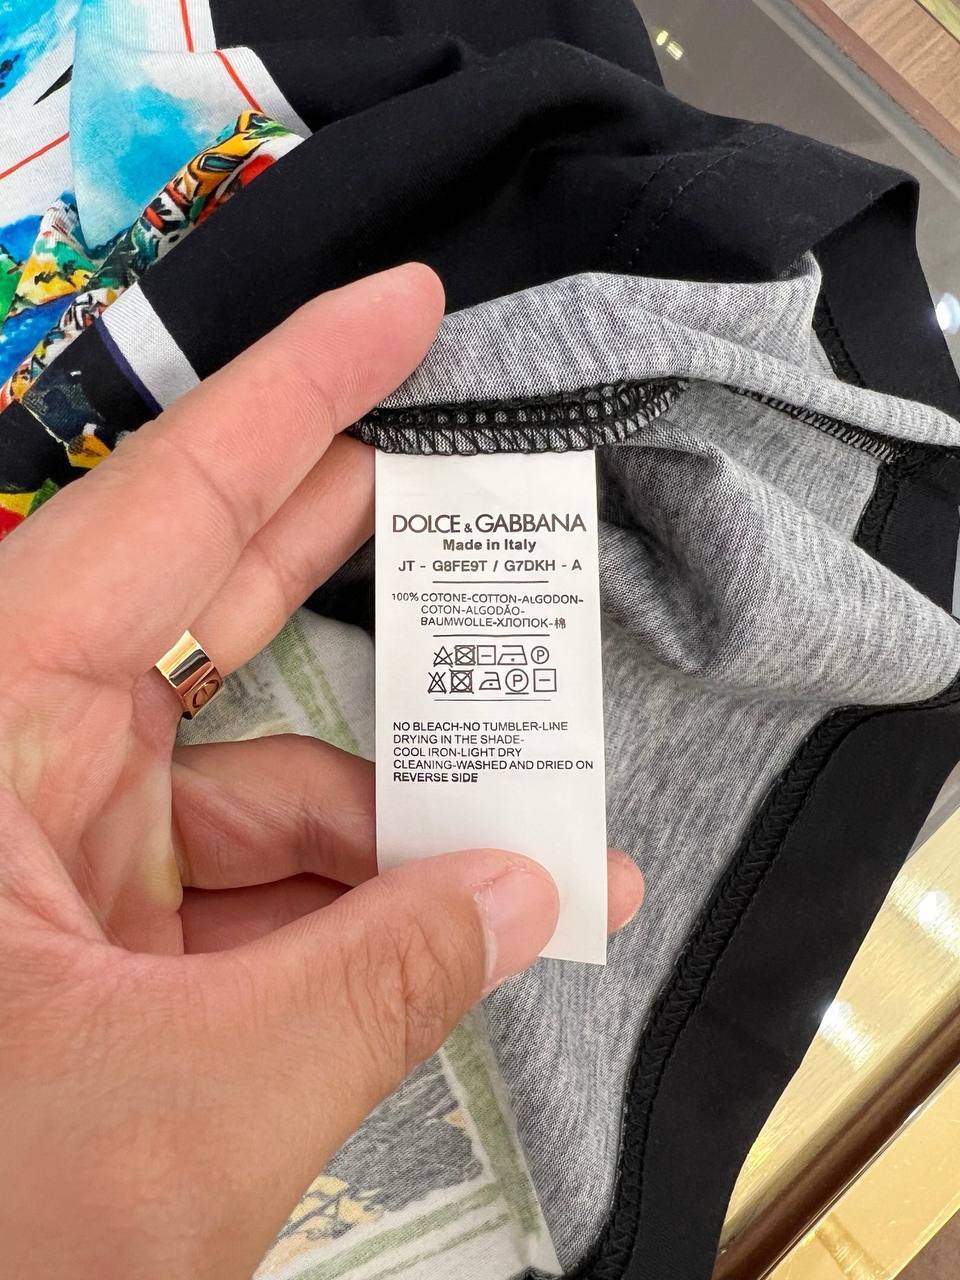 DOLCE & GABBANA
Made in Italy
JT - G8FE9T / G7DKH - A
100% COTONE-COTTON-ALGODON-
COTON-ALGODÃO-
BAUMWOLLE-ХЛОПОК-棉
P
P
NO BLEACH-NO TUMBLER-LINE
DRYING IN THE SHADE-
COOL IRON-LIGHT DRY
CLEANING-WASHED AND DRIED ON
REVERSE SIDE